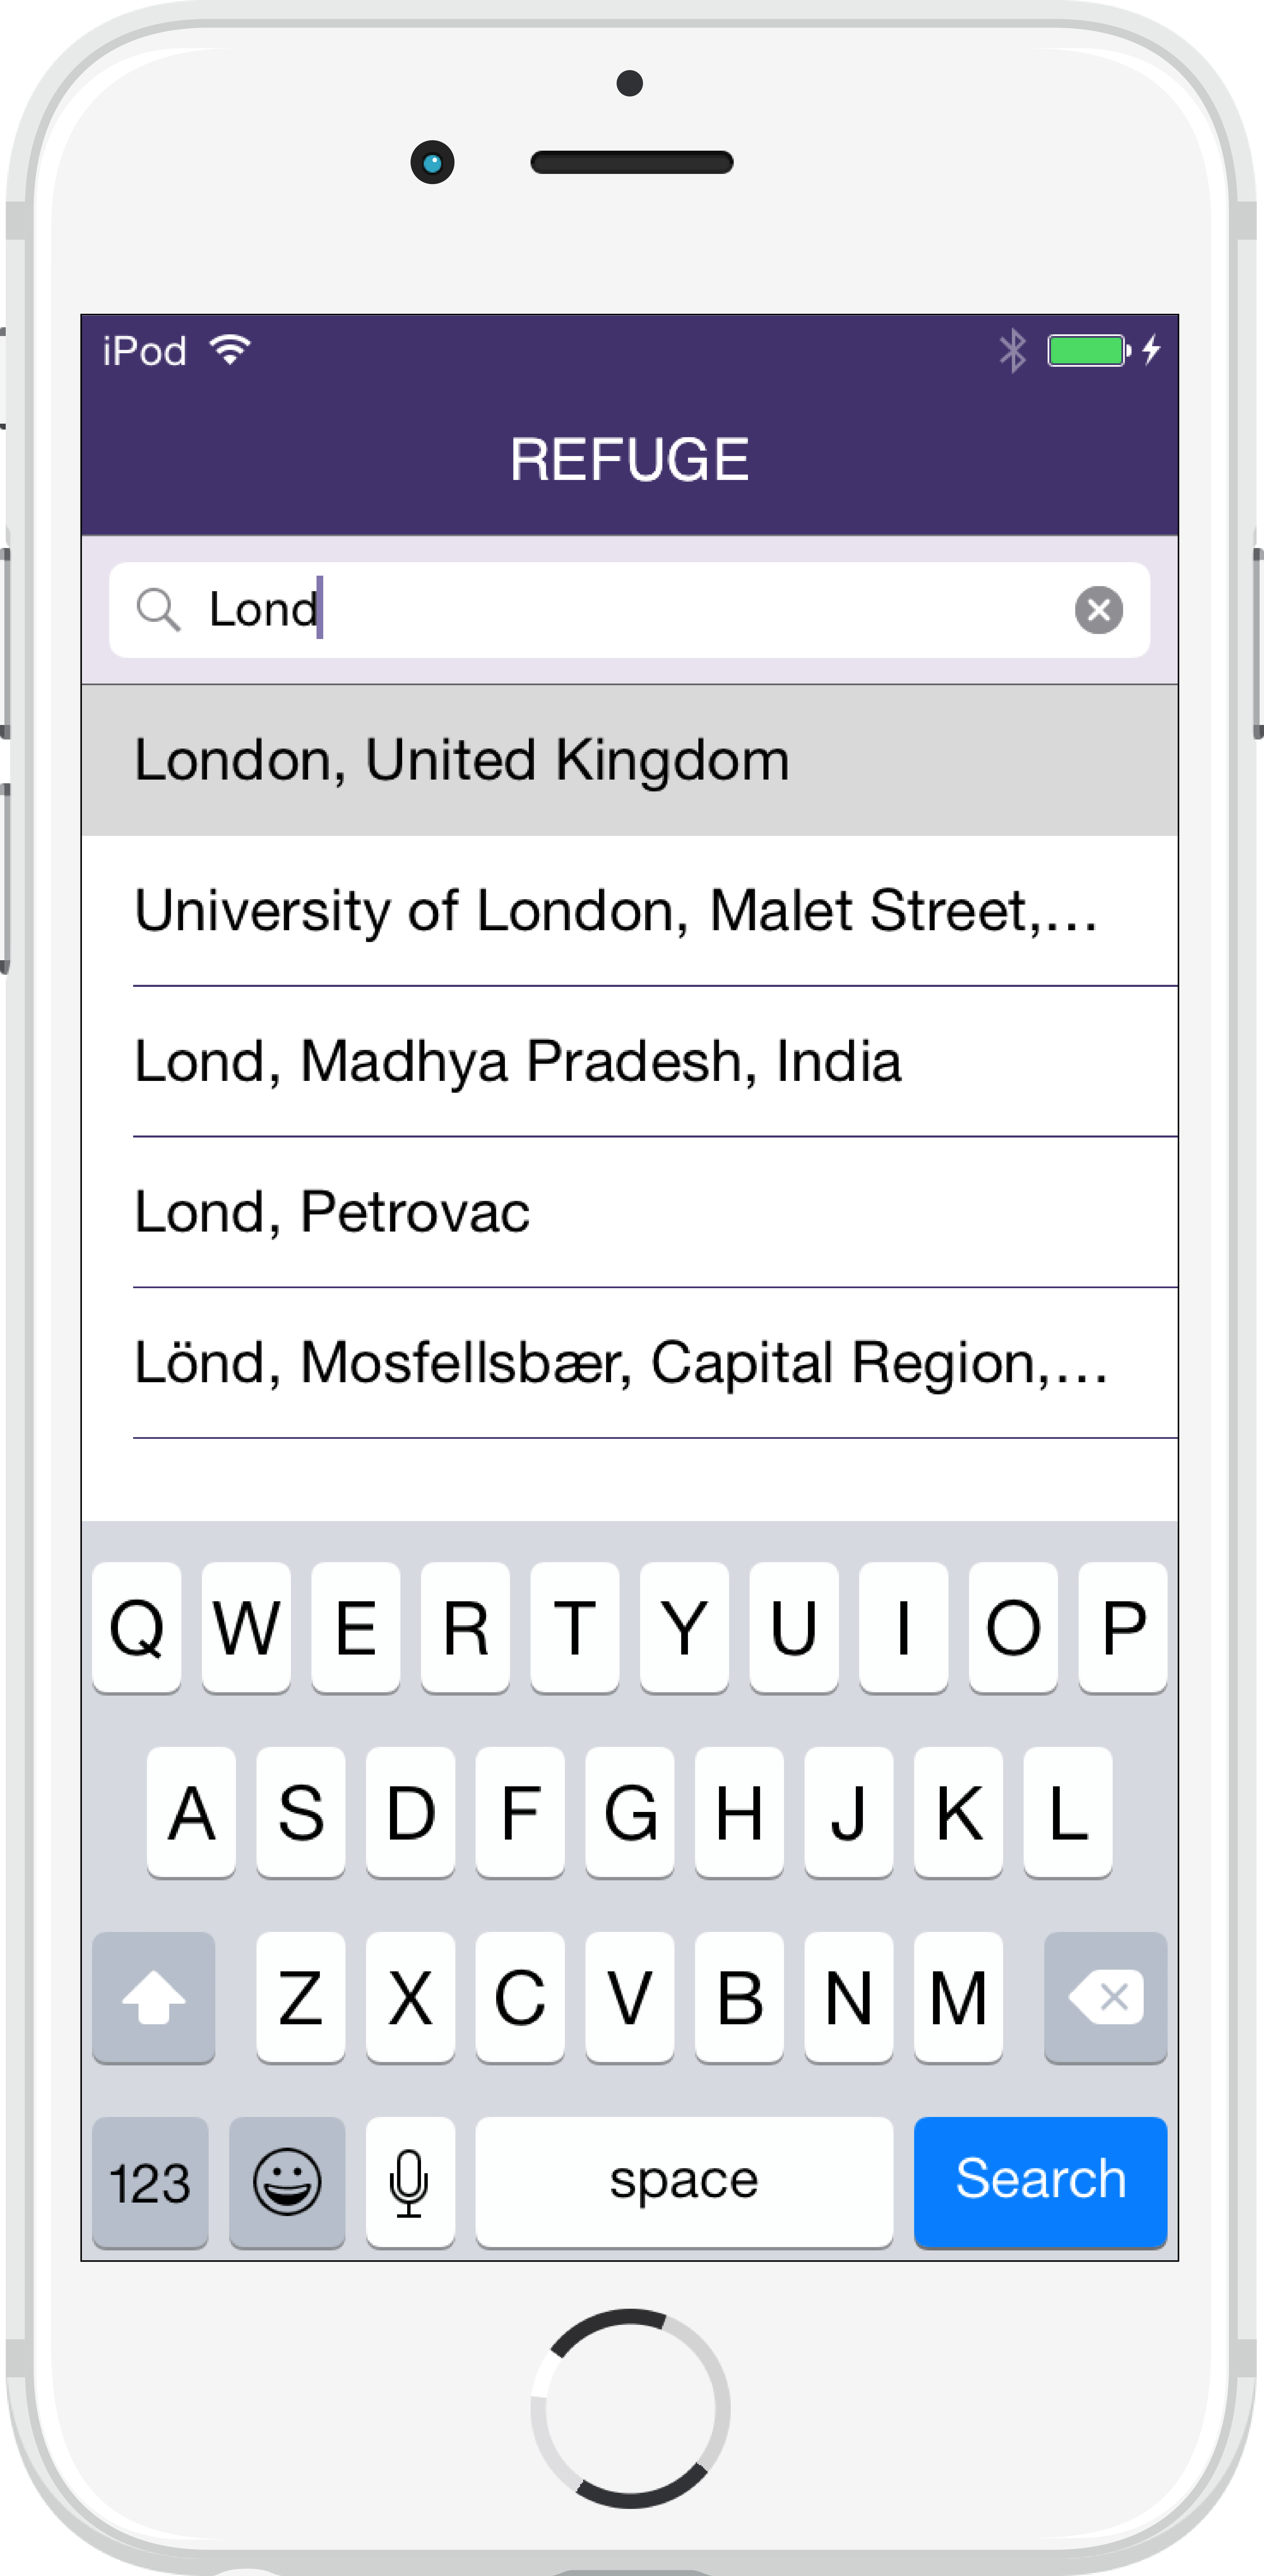 iPod
REFUGE
Lond
London, United Kingdom
University of London, Malet Street,...
Lond, Madhya Pradesh, India
Lond, Petrovac
Lönd, Mosfellsbær, Capital Region,...
Q W E R T Y U I O P
A S D F G H J K L
Z X C V B N M
123 space Search